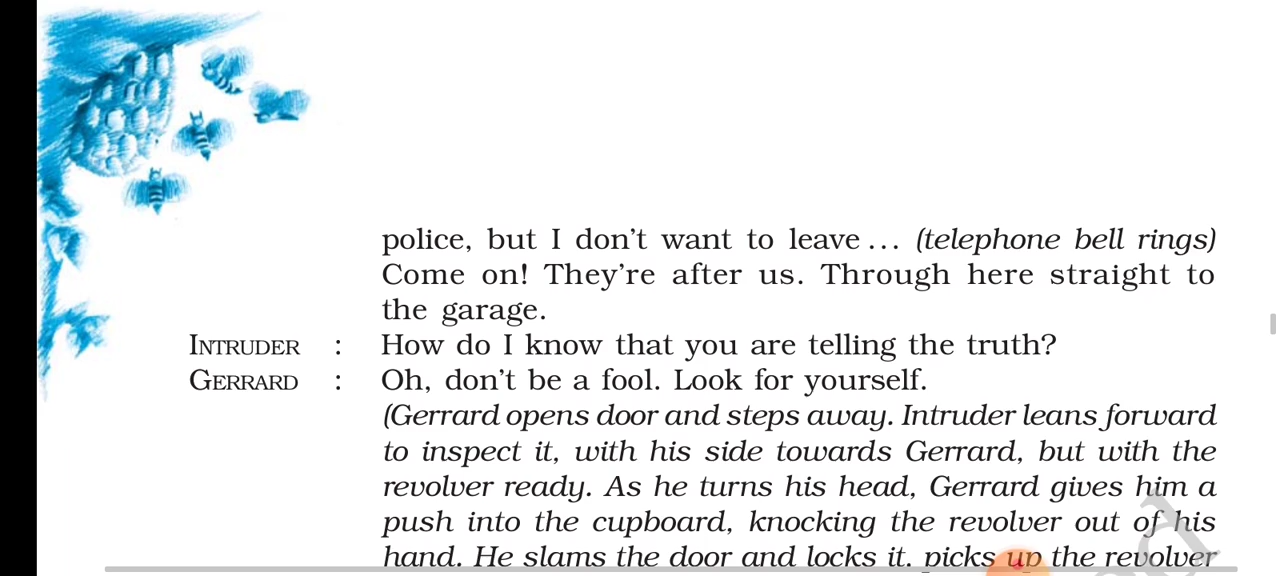 police, but I don't want to leave ... (telephone bell rings)
Come on! They're after us. Through here straight to
the garage.
INTRUDER : How do I know that you are telling the truth?
GERRARD : Oh, don't be a fool. Look for yourself.
(Gerrard opens door and steps away. Intruder leans forward
to inspect it, with his side towards Gerrard, but with the
revolver ready. As he turns his head, Gerrard gives him a
push into the cupboard, knocking the revolver out of his
hand. He slams the door and locks it, picks up the revolver